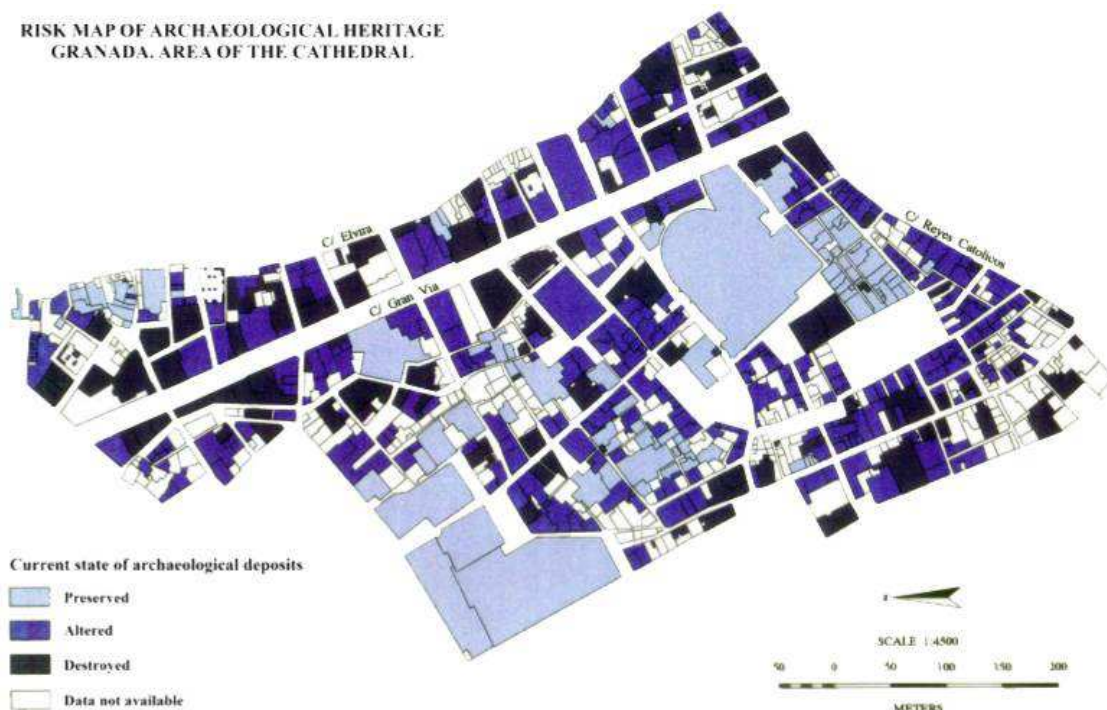 RISK MAP OF ARCHAEOLOGICAL HERITAGE
GRANADA. AREA OF THE CATHEDRAL
C/ Elvira
C/ Reyes Catolicos
C/ Gran Via
Current state of archaeological deposits
Preserved
Altered
Destroyed
Data not available
z
SCALE 1:4500
50 0 50 100 150 200
METERS